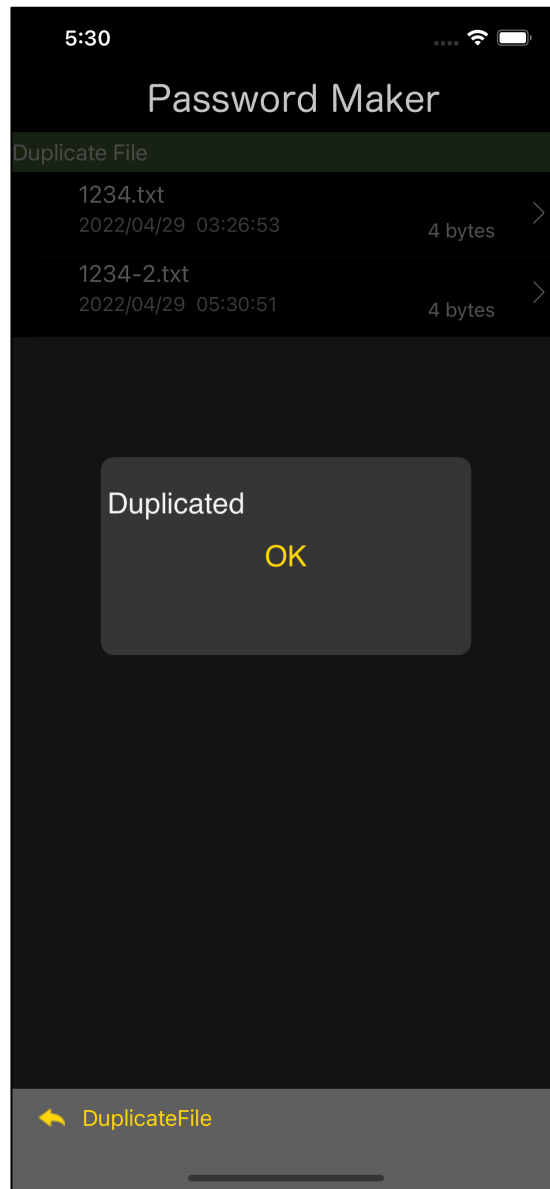 5:30
Password Maker
Duplicate File
1234.txt
2022/04/29 03:26:53
4 bytes
1234-2.txt
2022/04/29 05:30:51
4 bytes
Duplicated
OK
DuplicateFile